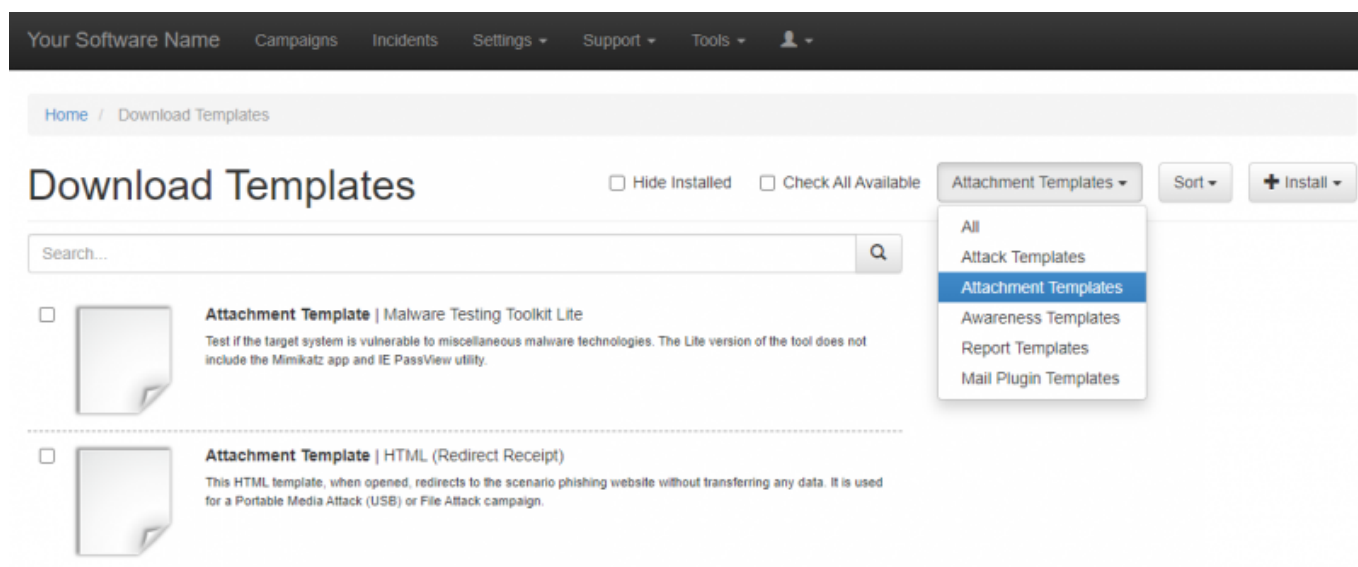 Your Software Name Campaigns Incidents Settings Support Tools
Home / Download Templates
Download Templates
Hide Installed Check All Available Attachment Templates Sort Install
All
Attack Templates
Attachment Templates
Awareness Templates
Report Templates
Mail Plugin Templates
Search...
Attachment Template | Malware Testing Toolkit Lite
Test if the target system is vulnerable to miscellaneous malware technologies. The Lite version of the tool does not
include the Mimikatz app and IE PassView utility.
Attachment Template | HTML (Redirect Receipt)
This HTML template, when opened, redirects to the scenario phishing website without transferring any data. It is used
for a Portable Media Attack (USB) or File Attack campaign.